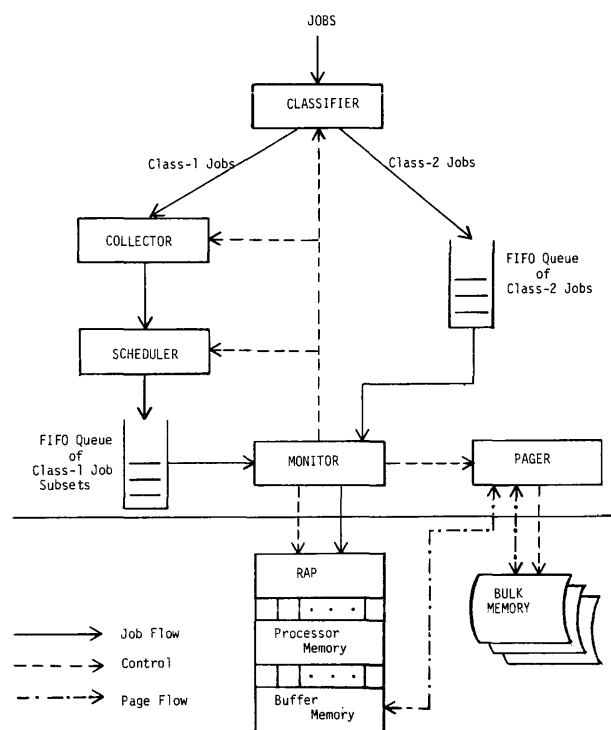 JOBS
CLASSIFIER
Class-1 Jobs
Class-2 Jobs
COLLECTOR
FIFO Queue
of
Class-2 Jobs
SCHEDULER
FIFO Queue
of
Class-1 Job
Subsets
MONITOR
PAGER
RAP
BULK
MEMORY
Processor
Memory
Buffer
Memory
Job Flow
Control
Page Flow